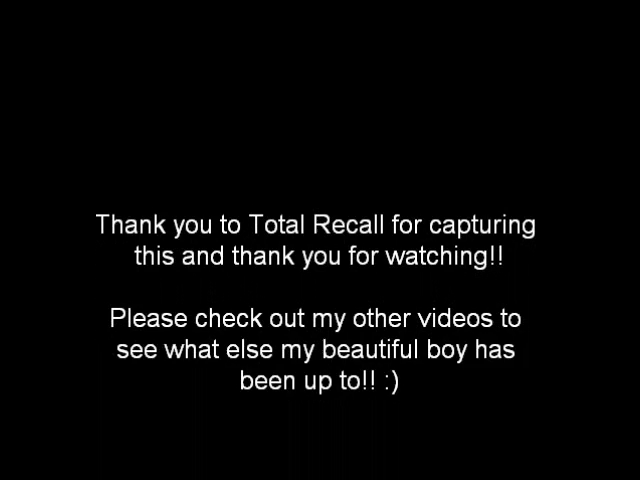 Thank you to Total Recall for capturing
this and thank you for watching!!
Please check out my other videos to
see what else my beautiful boy has
been up to!! :)